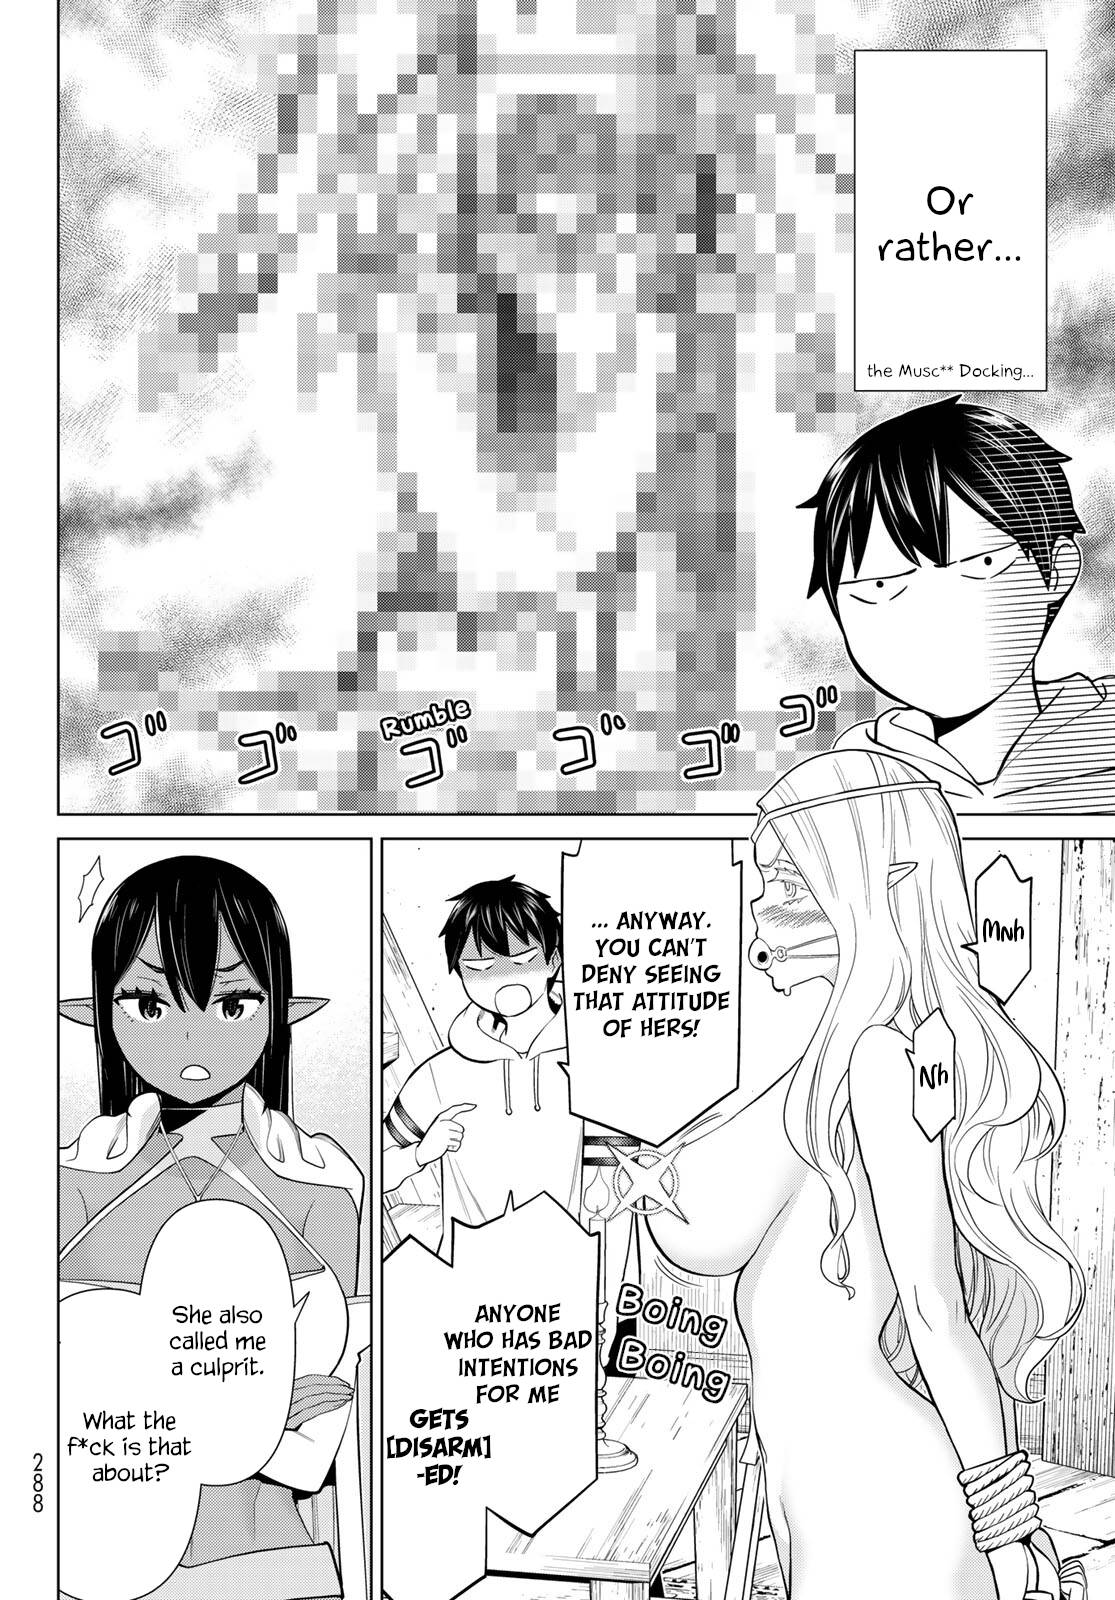 Or
rather...
the Musc** Docking...
ゴ゛
ゴ゛
Rumble
ゴ゛
ゴ゛
ゴ゛
ゴ゛
Mnh
Nh
... ANYWAY,
YOU CAN'T
DENY SEEING
THAT ATTITUDE
OF HERS!
ANYONE
WHO HAS BAD
INTENTIONS
FOR ME
GETS
[DISARM]
-ED!
Boing
Boing
She also
called me
a culprit.
What the
f*ck is that
about?
288